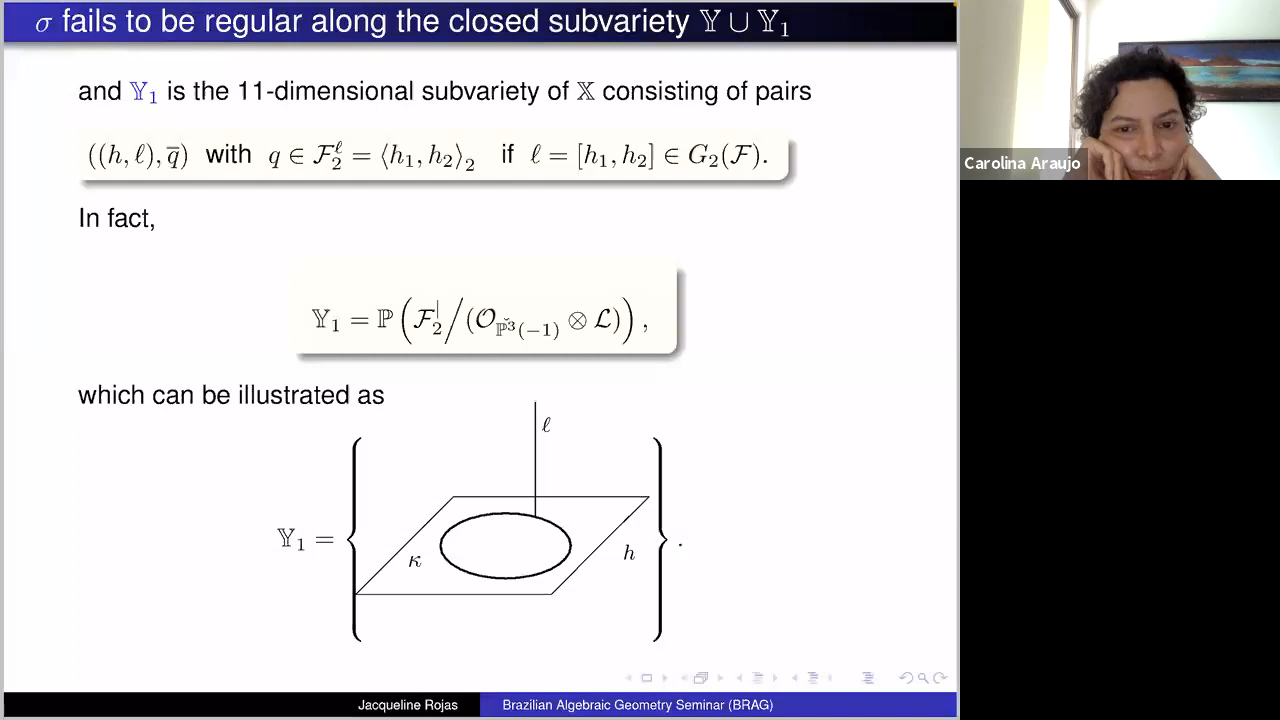 σ fails to be regular along the closed subvariety 𝕐 ∪ 𝕐₁
and 𝕐₁ is the 11-dimensional subvariety of 𝕏 consisting of pairs
((h, ℓ), q̅) with q ∈ ℱ₂^ℓ = ⟨h₁, h₂⟩₂ if ℓ = [h₁, h₂] ∈ G₂(ℱ).
In fact,
𝕐₁ = ℙ(ℱ₂^| / (𝒪_{ℙ̌³(−1)} ⊗ ℒ)),
which can be illustrated as
ℓ
𝕐₁ = { κ h } .
Jacqueline Rojas Brazilian Algebraic Geometry Seminar (BRAG)
Carolina Araujo